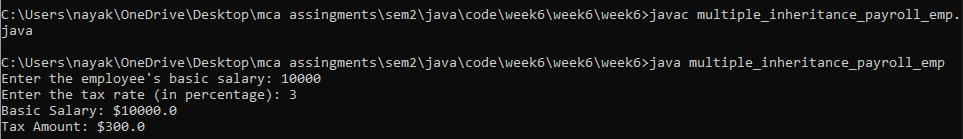 C:\Users\nayak\OneDrive\Desktop\mca assingments\sem2\java\code\week6\week6\week6>javac multiple_inheritance_payroll_emp.
java
C:\Users\nayak\OneDrive\Desktop\mca assingments\sem2\java\code\week6\week6\week6>java multiple_inheritance_payroll_emp
Enter the employee's basic salary: 10000
Enter the tax rate (in percentage): 3
Basic Salary: $10000.0
Tax Amount: $300.0